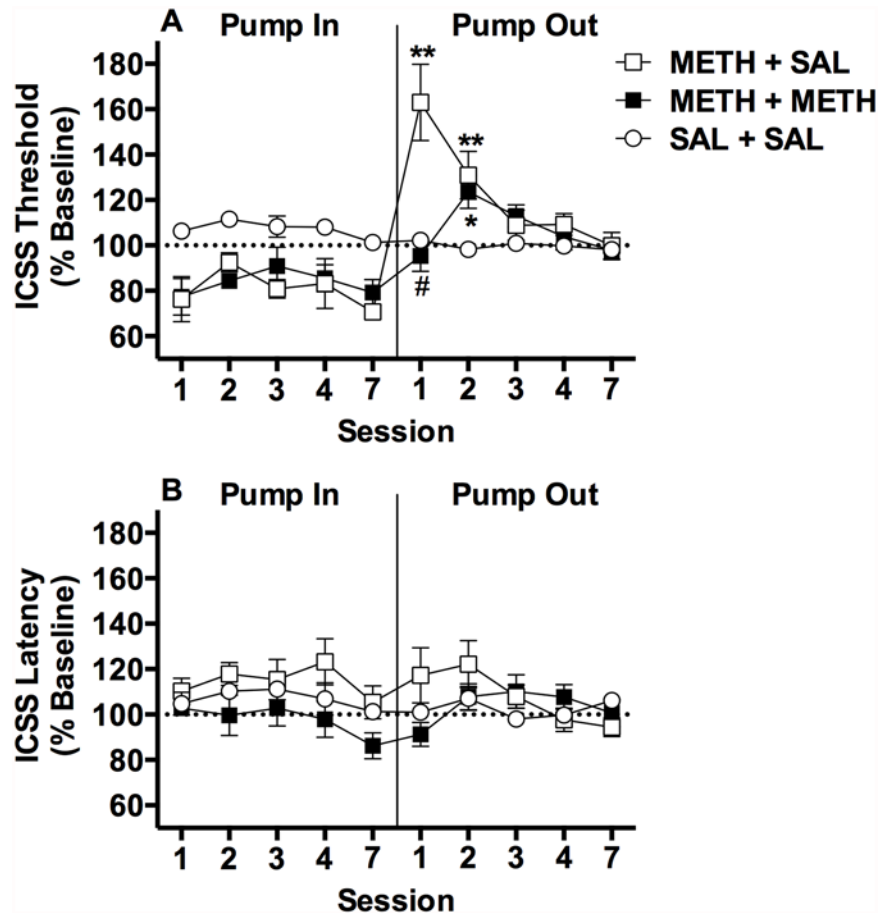 A Pump In Pump Out
ICSS Threshold
(% Baseline)
180
160
140
120
100
80
60
**
**
*
#
1 2 3 4 7 1 2 3 4 7
Session
METH + SAL
METH + METH
SAL + SAL
B Pump In Pump Out
ICSS Latency
(% Baseline)
180
160
140
120
100
80
60
1 2 3 4 7 1 2 3 4 7
Session